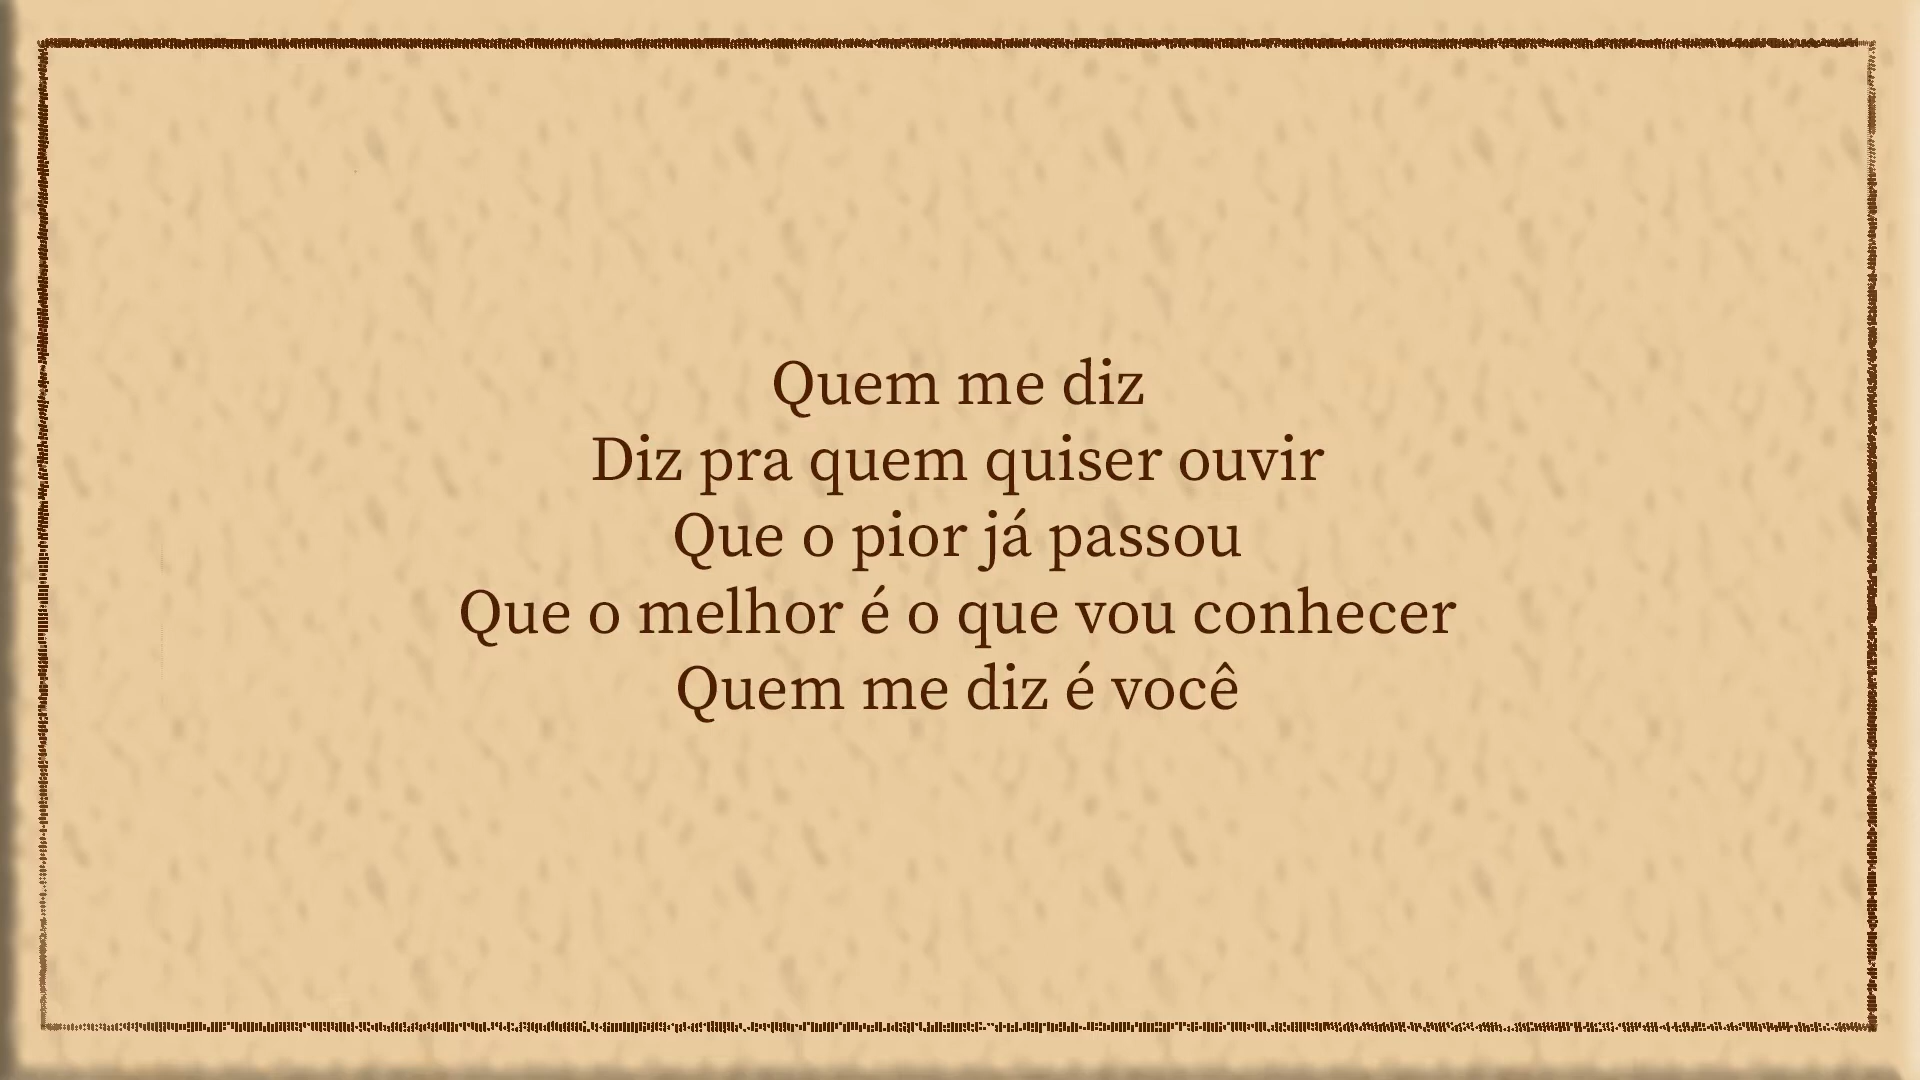 Quem me diz
Diz pra quem quiser ouvir
Que o pior já passou
Que o melhor é o que vou conhecer
Quem me diz é você